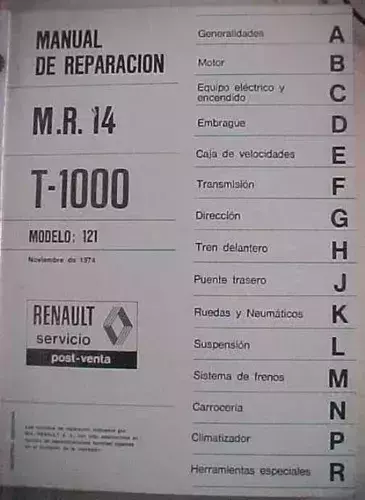 MANUAL
DE REPARACION
M.R. 14
T-1000
MODELO: 121
Noviembre de 1974
RENAULT
servicio
post-venta
Generalidades A
Motor B
Equipo eléctrico y
encendido C
Embrague D
Caja de velocidades E
Transmisión F
Dirección G
Tren delantero H
Puente trasero J
Ruedas y Neumáticos K
Suspensión L
Sistema de frenos M
Carrocería N
Climatizador P
Herramientas especiales R